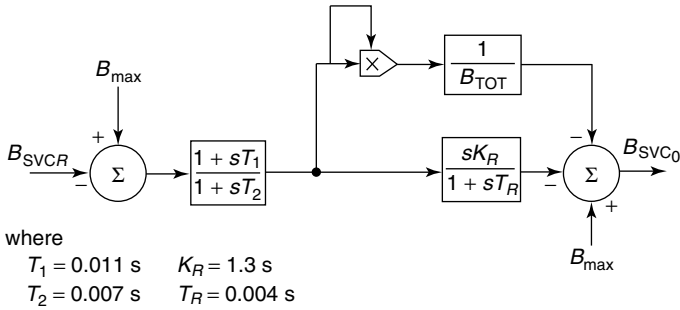 B_max
+
B_SVCR
−
Σ
1 + sT_1
1 + sT_2
×
1
B_TOT
sK_R
1 + sT_R
−
−
Σ
+
B_SVC_0
B_max
where
T_1 = 0.011 s K_R = 1.3 s
T_2 = 0.007 s T_R = 0.004 s